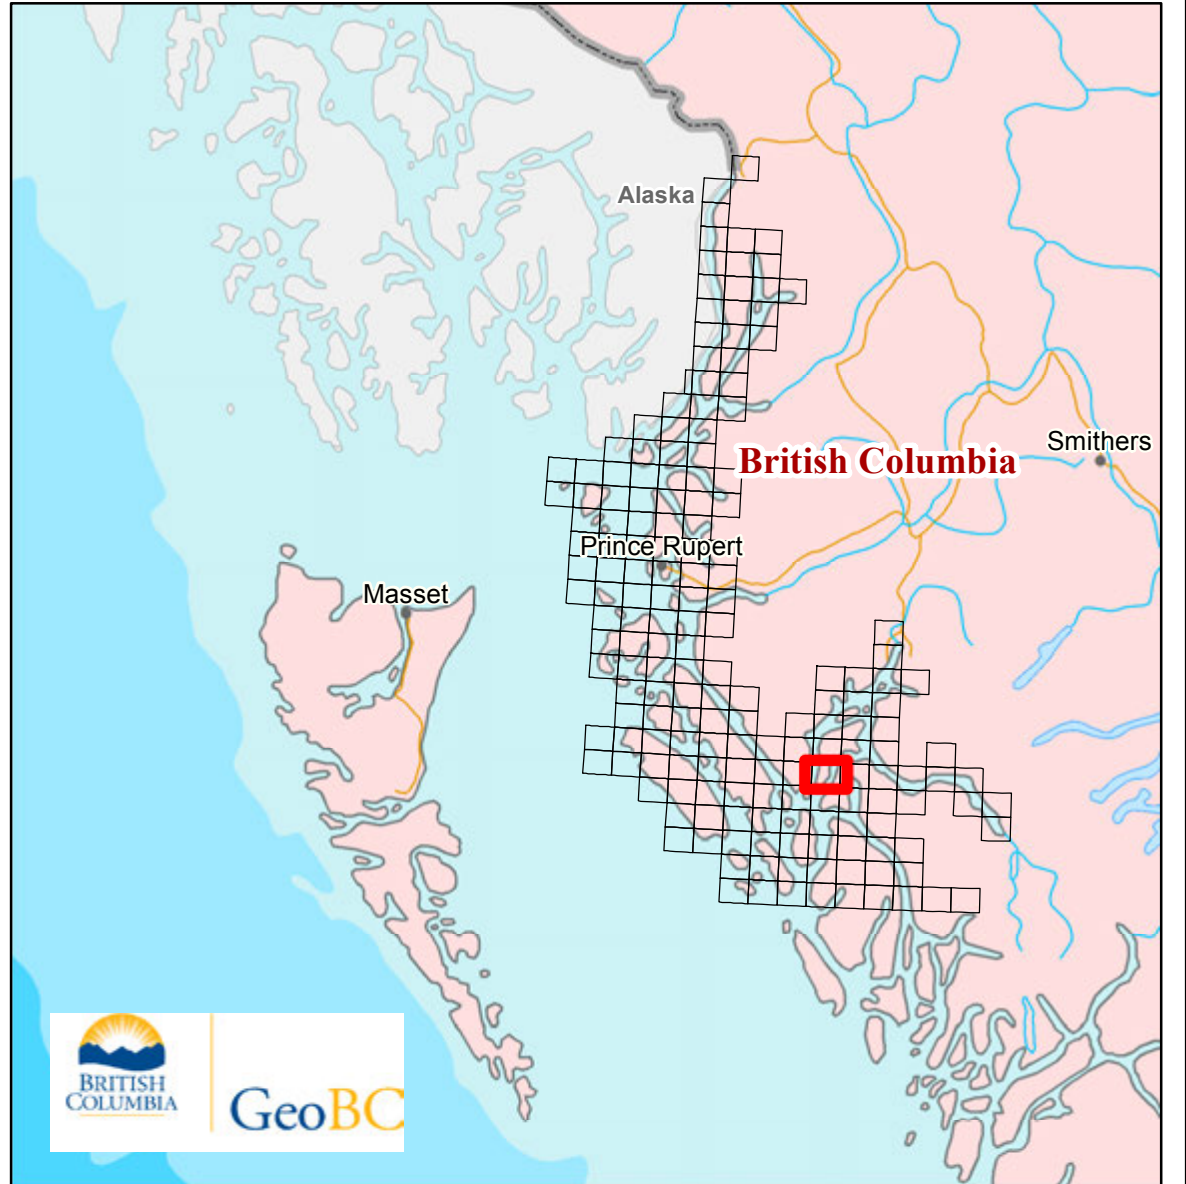 Alaska
British Columbia
Smithers
Prince Rupert
Masset
BRITISH
COLUMBIA
GeoBC